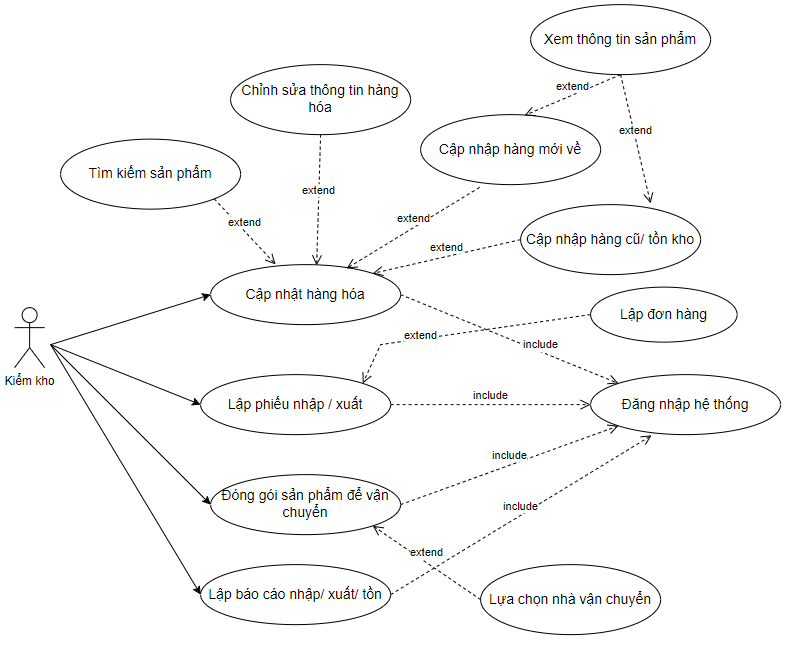 Xem thông tin sản phẩm
extend
Chỉnh sửa thông tin hàng
hóa
extend
Cập nhập hàng mới về
Tìm kiếm sản phẩm
extend
extend
extend
Cập nhập hàng cũ/ tồn kho
extend
Cập nhật hàng hóa
Lập đơn hàng
extend
include
Kiểm kho
include
Lập phiếu nhập / xuất
Đăng nhập hệ thống
include
Đóng gói sản phẩm để vận
chuyển
include
extend
Lập báo cáo nhập/ xuất/ tồn
Lựa chọn nhà vận chuyển